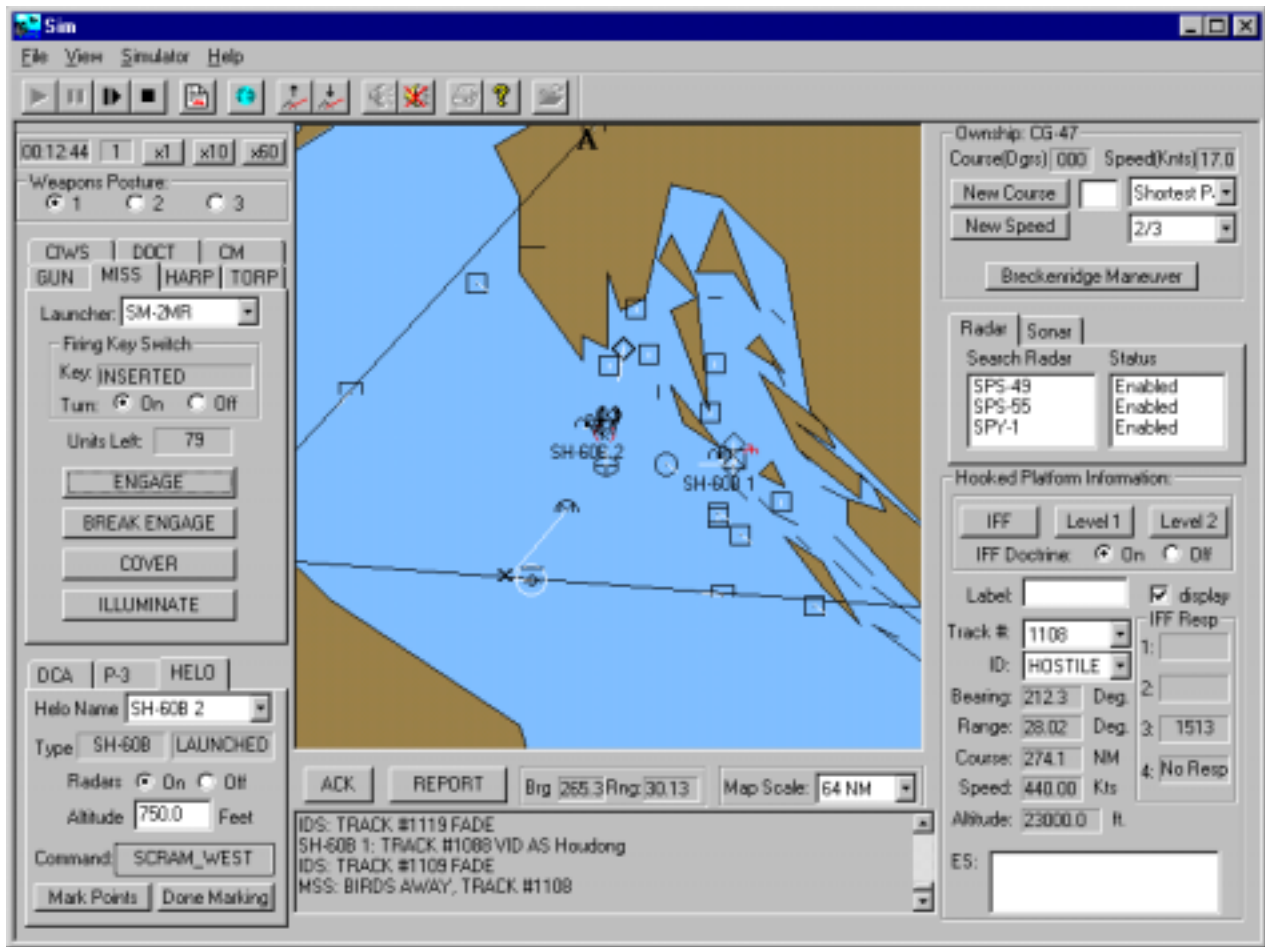 Sim
File View Simulator Help
00:12:44 1 x1 x10 x60
Weapons Posture:
1 2 3
CIWS DOCT CM
GUN MISS HARP TORP
Launcher: SM-2MR
Firing Key Switch
Key: INSERTED
Turn: On Off
Units Left: 79
ENGAGE
BREAK ENGAGE
COVER
ILLUMINATE
DCA P-3 HELO
Helo Name SH-60B 2
Type SH-60B LAUNCHED
Radars On Off
Altitude 750.0 Feet
Command: SCRAM_WEST
Mark Points Done Marking
A
SH-60B 2
SH-60B 1
ACK REPORT Brg 265.3 Rng: 30.13 Map Scale: 64 NM
IDS: TRACK #1119 FADE
SH-60B 1: TRACK #1088 VID AS Houdong
IDS: TRACK #1109 FADE
MSS: BIRDS AWAY, TRACK #1108
Ownship: CG-47
Course(Dgrs) 000 Speed(Knts) 17.0
New Course Shortest P.
New Speed 2/3
Breckenridge Maneuver
Radar Sonar
Search Radar Status
SPS-49 Enabled
SPS-55 Enabled
SPY-1 Enabled
Hooked Platform Information:
IFF Level 1 Level 2
IFF Doctrine: On Off
Label: display
IFF Resp
Track #: 1108 1:
ID: HOSTILE
Bearing: 212.3 Deg. 2:
Range: 28.02 Deg. 3: 1513
Course: 274.1 NM 4: No Resp
Speed: 440.00 Kts
Altitude: 23000.0 ft.
ES: